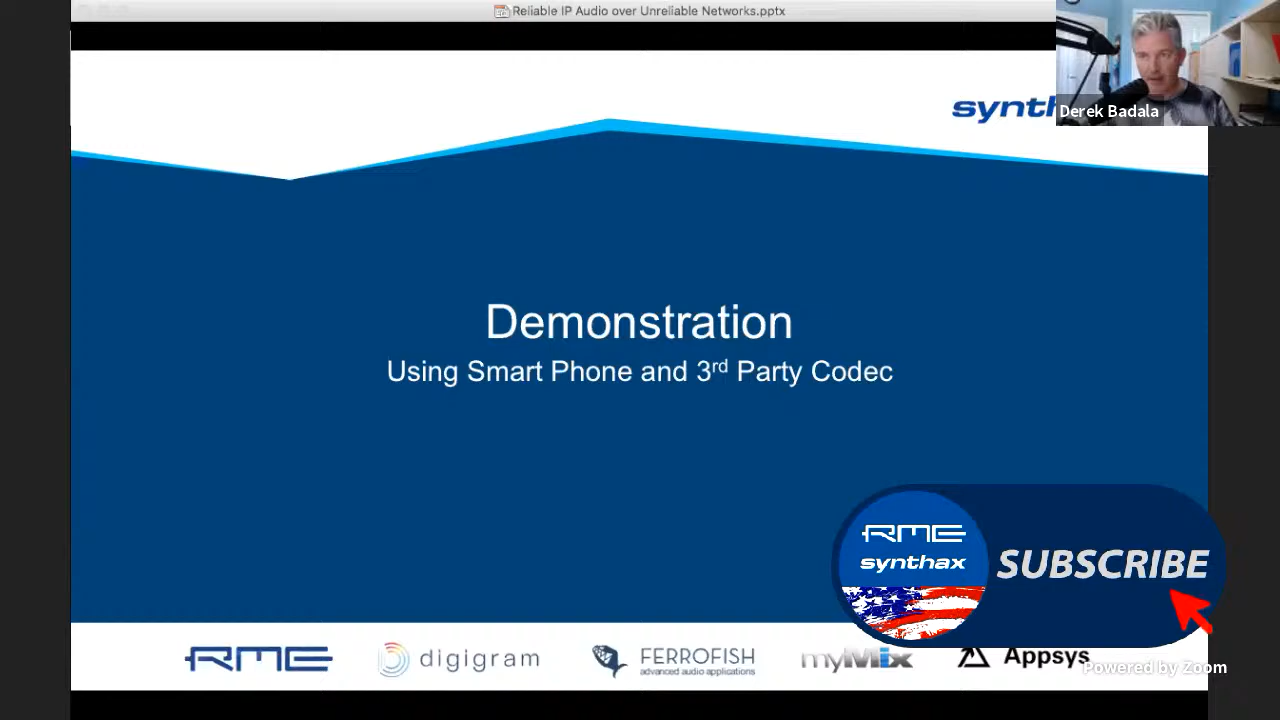 Reliable IP Audio over Unreliable Networks.pptx
synth
Derek Badala
Demonstration
Using Smart Phone and 3rd Party Codec
RME
synthax
SUBSCRIBE
RME
digigram
FERROFISH
advanced audio applications
myMix
Appsys
Powered by Zoom